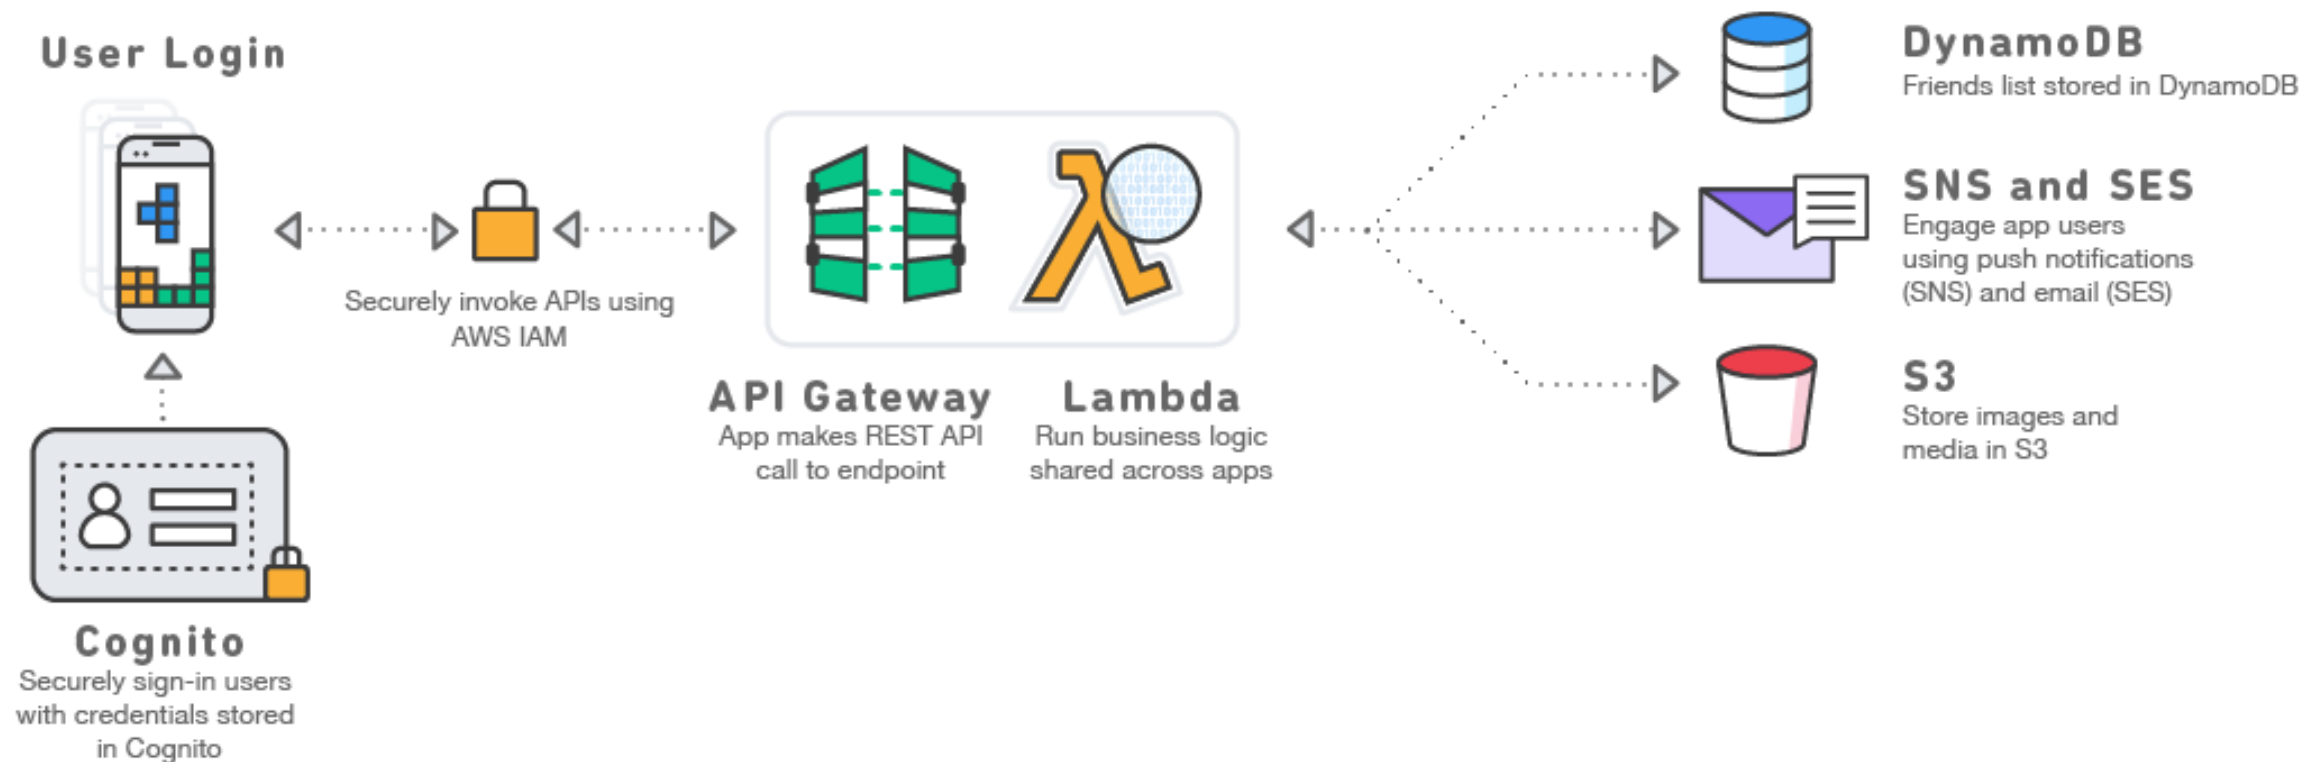 User Login
Securely invoke APIs using
AWS IAM
Cognito
Securely sign-in users
with credentials stored
in Cognito
API Gateway
App makes REST API
call to endpoint
Lambda
Run business logic
shared across apps
DynamoDB
Friends list stored in DynamoDB
SNS and SES
Engage app users
using push notifications
(SNS) and email (SES)
S3
Store images and
media in S3